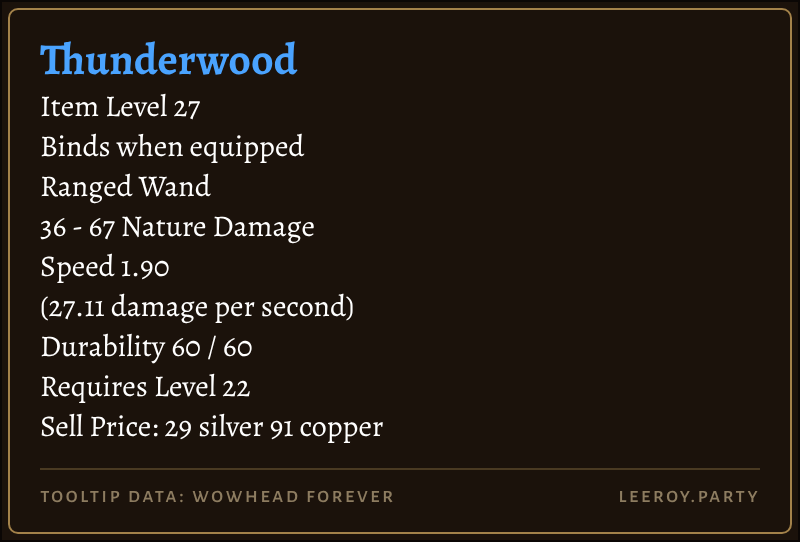 Thunderwood
Item Level 27
Binds when equipped
Ranged Wand
36 - 67 Nature Damage
Speed 1.90
(27.11 damage per second)
Durability 60 / 60
Requires Level 22
Sell Price: 29 silver 91 copper
TOOLTIP DATA: WOWHEAD FOREVER
LEEROY.PARTY